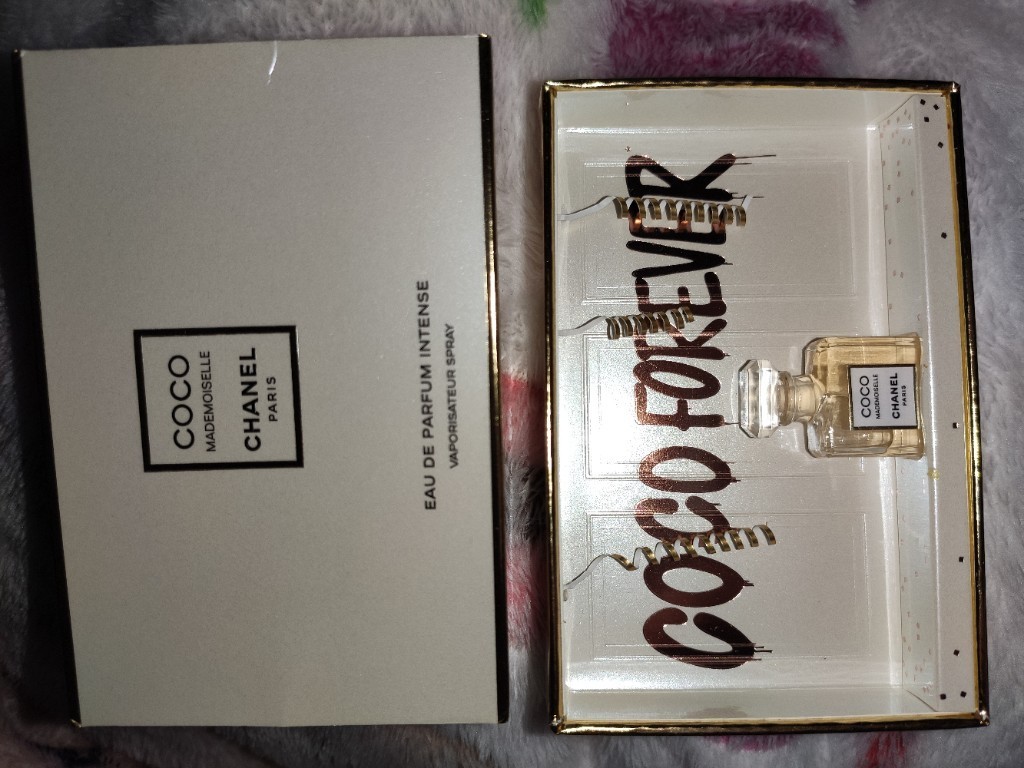 COCO
MADEMOISELLE
CHANEL
PARIS
EAU DE PARFUM INTENSE
VAPORISATEUR SPRAY
COCO FOREVER
COCO
MADEMOISELLE
CHANEL
PARIS